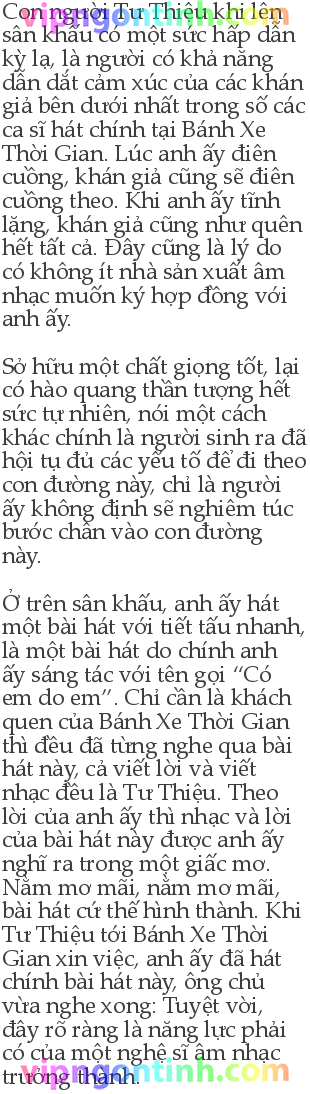 vipngontinh.com
Con người Tư Thiệu khi lên
sân khấu có một sức hấp dẫn
kỳ lạ, là người có khả năng
dẫn dắt cảm xúc của các khán
giả bên dưới nhất trong số các
ca sĩ hát chính tại Bánh Xe
Thời Gian. Lúc anh ấy điên
cuồng, khán giả cũng sẽ điên
cuồng theo. Khi anh ấy tĩnh
lặng, khán giả cũng như quên
hết tất cả. Đây cũng là lý do
có không ít nhà sản xuất âm
nhạc muốn ký hợp đồng với
anh ấy.
Sở hữu một chất giọng tốt, lại
có hào quang thần tượng hết
sức tự nhiên, nói một cách
khác chính là người sinh ra đã
hội tụ đủ các yếu tố để đi theo
con đường này, chỉ là người
ấy không định sẽ nghiêm túc
bước chân vào con đường
này.
Ở trên sân khấu, anh ấy hát
một bài hát với tiết tấu nhanh,
là một bài hát do chính anh
ấy sáng tác với tên gọi “Có
em do em”. Chỉ cần là khách
quen của Bánh Xe Thời Gian
thì đều đã từng nghe qua bài
hát này, cả viết lời và viết
nhạc đều là Tư Thiệu. Theo
lời của anh ấy thì nhạc và lời
của bài hát này được anh ấy
nghĩ ra trong một giấc mơ.
Nằm mơ mãi, nằm mơ mãi,
bài hát cứ thế hình thành. Khi
Tư Thiệu tới Bánh Xe Thời
Gian xin việc, anh ấy đã hát
chính bài hát này, ông chủ
vừa nghe xong: Tuyệt vời,
đây rõ ràng là năng lực phải
có của một nghệ sĩ âm nhạc
trưởng thành.
vipngontinh.com